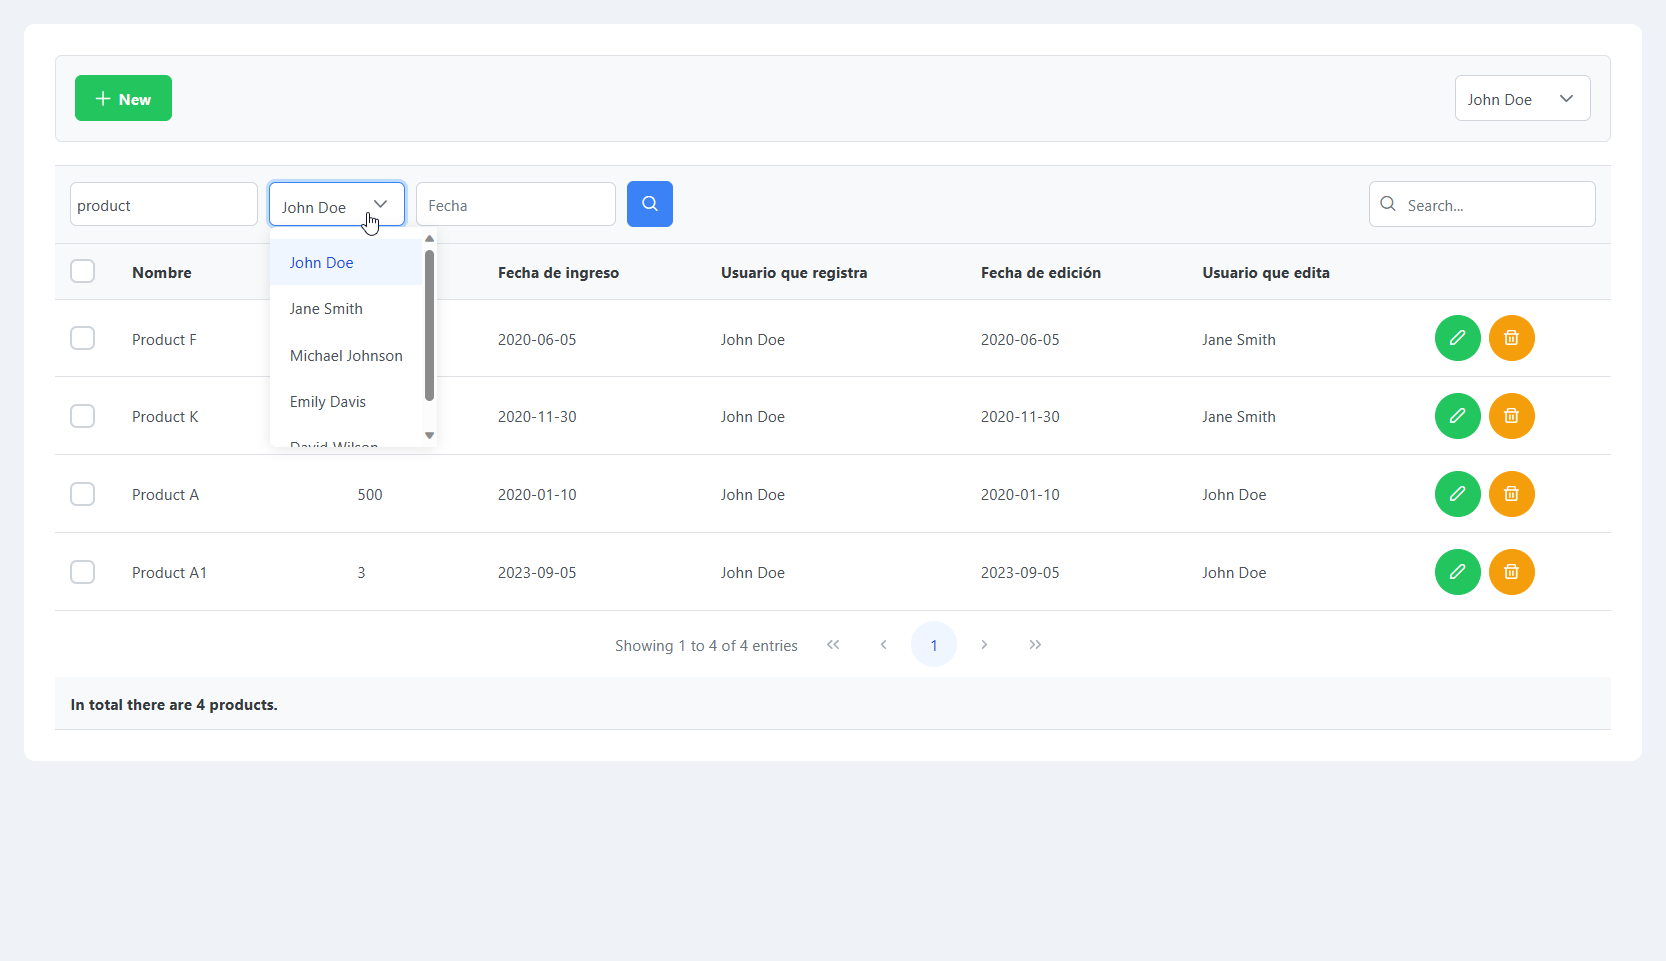 New
John Doe
product
John Doe
Fecha
Search...
John Doe
Jane Smith
Michael Johnson
Emily Davis
David Wilson
Nombre Fecha de ingreso Usuario que registra Fecha de edición Usuario que edita
Product F 2020-06-05 John Doe 2020-06-05 Jane Smith
Product K 2020-11-30 John Doe 2020-11-30 Jane Smith
Product A 500 2020-01-10 John Doe 2020-01-10 John Doe
Product A1 3 2023-09-05 John Doe 2023-09-05 John Doe
Showing 1 to 4 of 4 entries 1
In total there are 4 products.